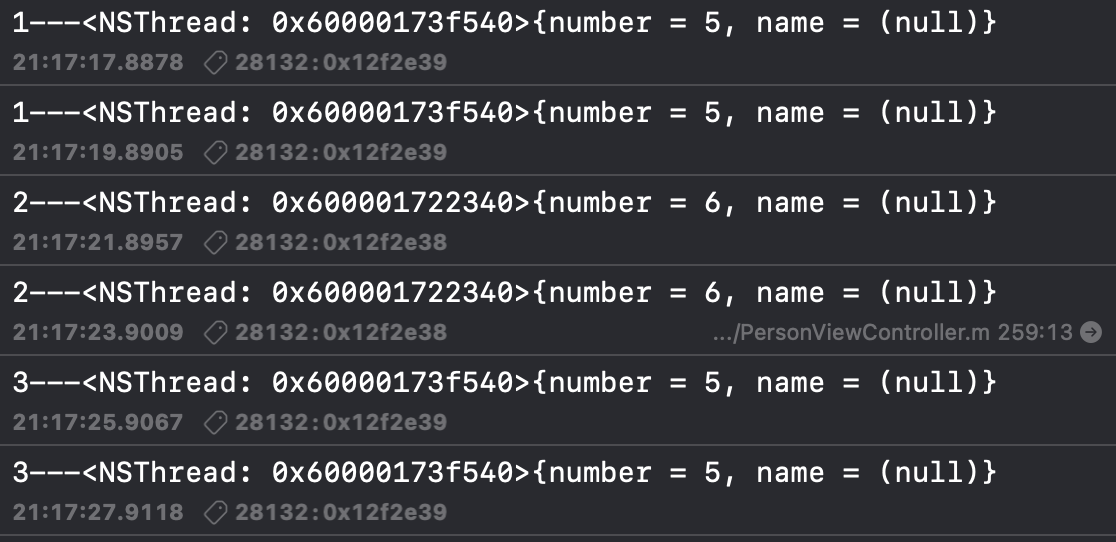 1---<NSThread: 0x60000173f540>{number = 5, name = (null)}
21:17:17.8878 28132:0x12f2e39
1---<NSThread: 0x60000173f540>{number = 5, name = (null)}
21:17:19.8905 28132:0x12f2e39
2---<NSThread: 0x600001722340>{number = 6, name = (null)}
21:17:21.8957 28132:0x12f2e38
2---<NSThread: 0x600001722340>{number = 6, name = (null)}
21:17:23.9009 28132:0x12f2e38 .../PersonViewController.m 259:13
3---<NSThread: 0x60000173f540>{number = 5, name = (null)}
21:17:25.9067 28132:0x12f2e39
3---<NSThread: 0x60000173f540>{number = 5, name = (null)}
21:17:27.9118 28132:0x12f2e39